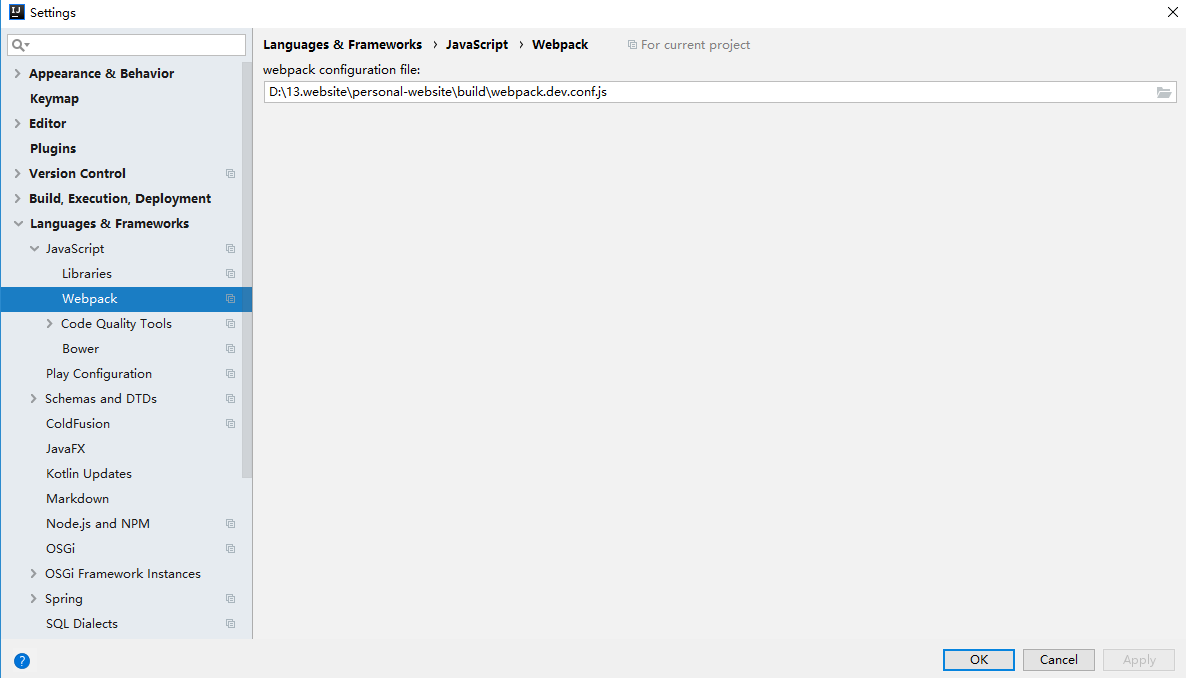 Settings
Languages & Frameworks › JavaScript › Webpack For current project
webpack configuration file:
D:\13.website\personal-website\build\webpack.dev.conf.js
Appearance & Behavior
Keymap
Editor
Plugins
Version Control
Build, Execution, Deployment
Languages & Frameworks
JavaScript
Libraries
Webpack
Code Quality Tools
Bower
Play Configuration
Schemas and DTDs
ColdFusion
JavaFX
Kotlin Updates
Markdown
Node.js and NPM
OSGi
OSGi Framework Instances
Spring
SQL Dialects
?
OK Cancel Apply